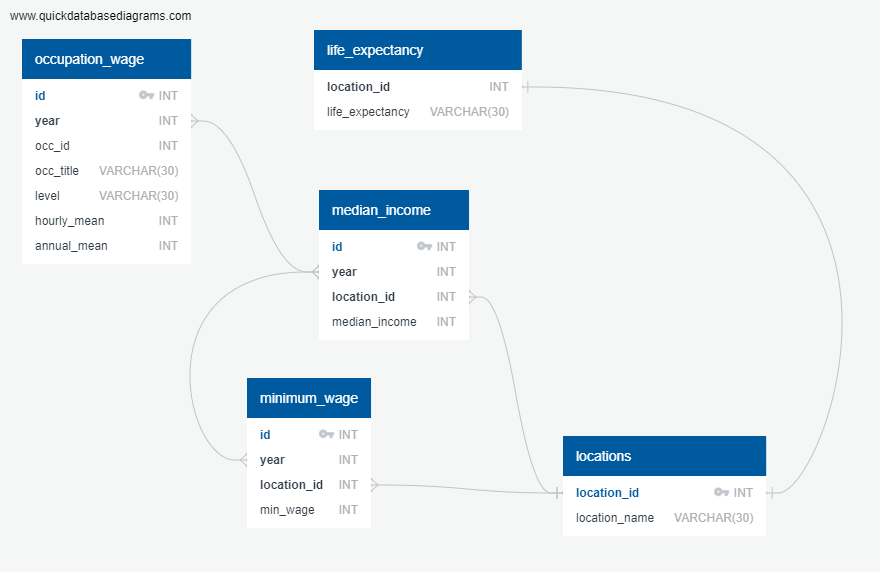 www.quickdatabasediagrams.com
occupation_wage
id INT
year INT
occ_id INT
occ_title VARCHAR(30)
level VARCHAR(30)
hourly_mean INT
annual_mean INT
life_expectancy
location_id INT
life_expectancy VARCHAR(30)
median_income
id INT
year INT
location_id INT
median_income INT
minimum_wage
id INT
year INT
location_id INT
min_wage INT
locations
location_id INT
location_name VARCHAR(30)